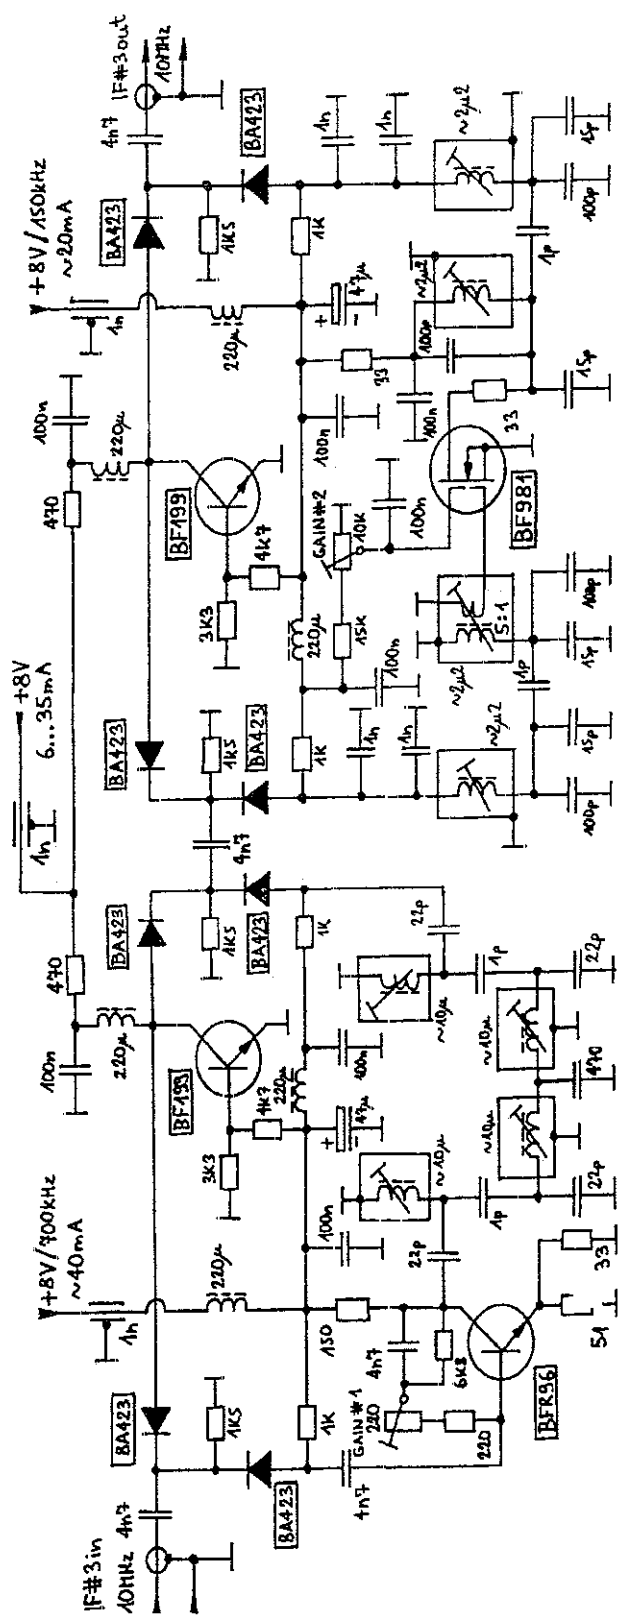 +8V
6...35mA
1n
470
100n
220µ
470
100n
220µ
+8V/700kHz
~40mA
1n
+8V/150kHz
~20mA
1n
IF#3in
10MHz
4n7
BA423
BA423
BA423
BA423
4n7
IF#3out
10MHz
1k5
220µ
3k3
BF199
1k5
4n7
1k5
3k3
BF199
220µ
1k5
BA423
4k7
BA423
BA423
4k7
BA423
1k
220µ
1k
1k
220µ
1k
4n7
150
100n
+
47µ
-
100n
1n
1n
100n
15k
GAIN#2
10k
100n
100n
33
+
47µ
-
1n
1n
GAIN#1
220
220
4n7
6k8
22p
~10µ
22p
~10µ
~2µ2
~2µ2
5:1
100n
100p
~2µ2
~2µ2
BFR96
1p
~10µ
~10µ
1p
1p
BF981
33
1p
51
33
22p
470
22p
100p
15p
15p
100p
15p
100p
15p